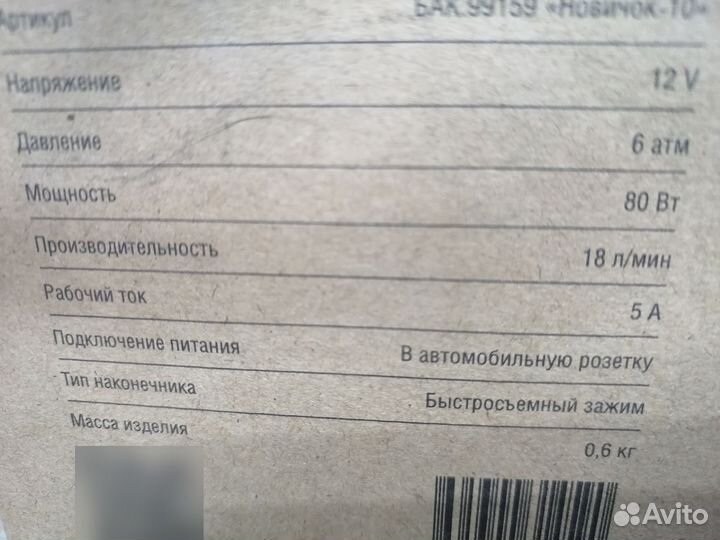 Артикул БАК.99159 «Новичок-10»
Напряжение 12 V
Давление 6 атм
Мощность 80 Вт
Производительность 18 л/мин
Рабочий ток 5 А
Подключение питания В автомобильную розетку
Тип наконечника Быстросъемный зажим
Масса изделия 0,6 кг
Avito